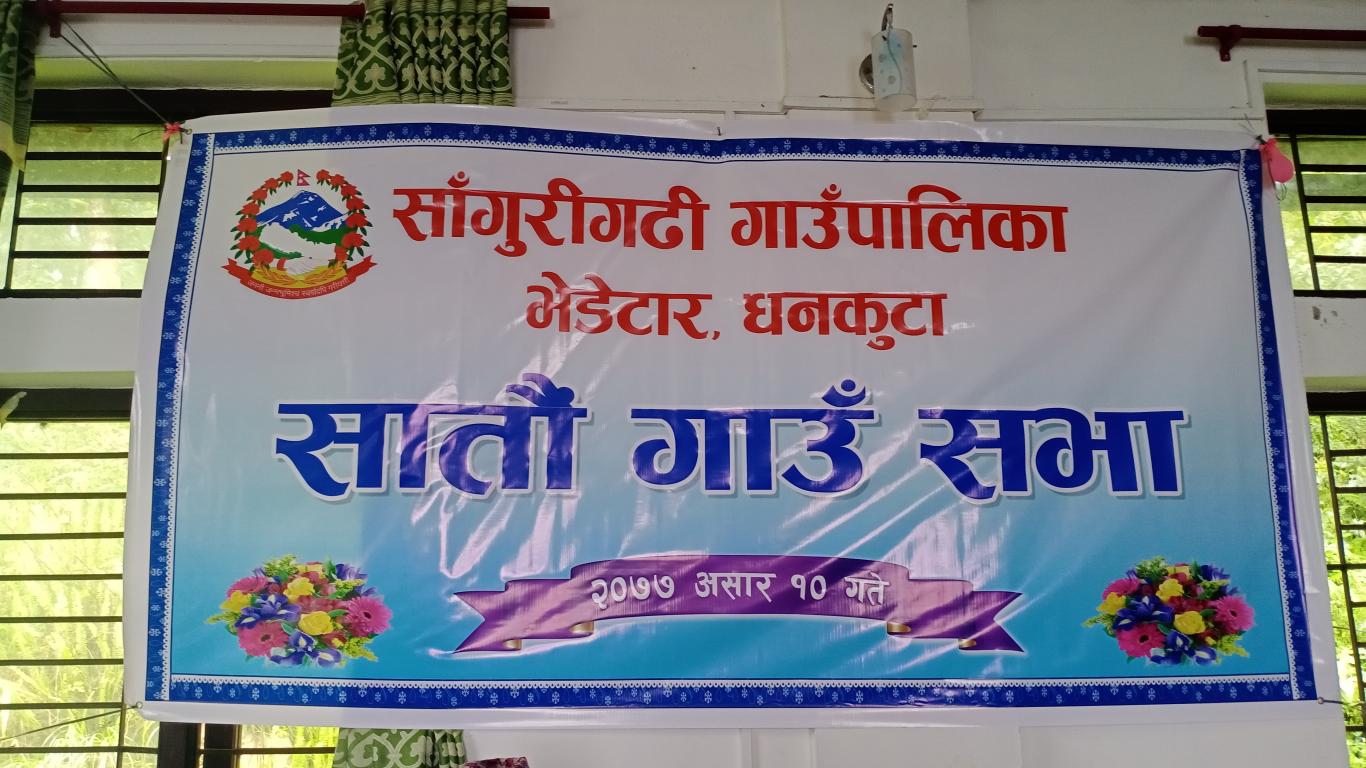 साँगुरीगढी गाउँपालिका
भेडेटार, धनकुटा
सातौ गाउँ सभा
२०७७ असार १० गते